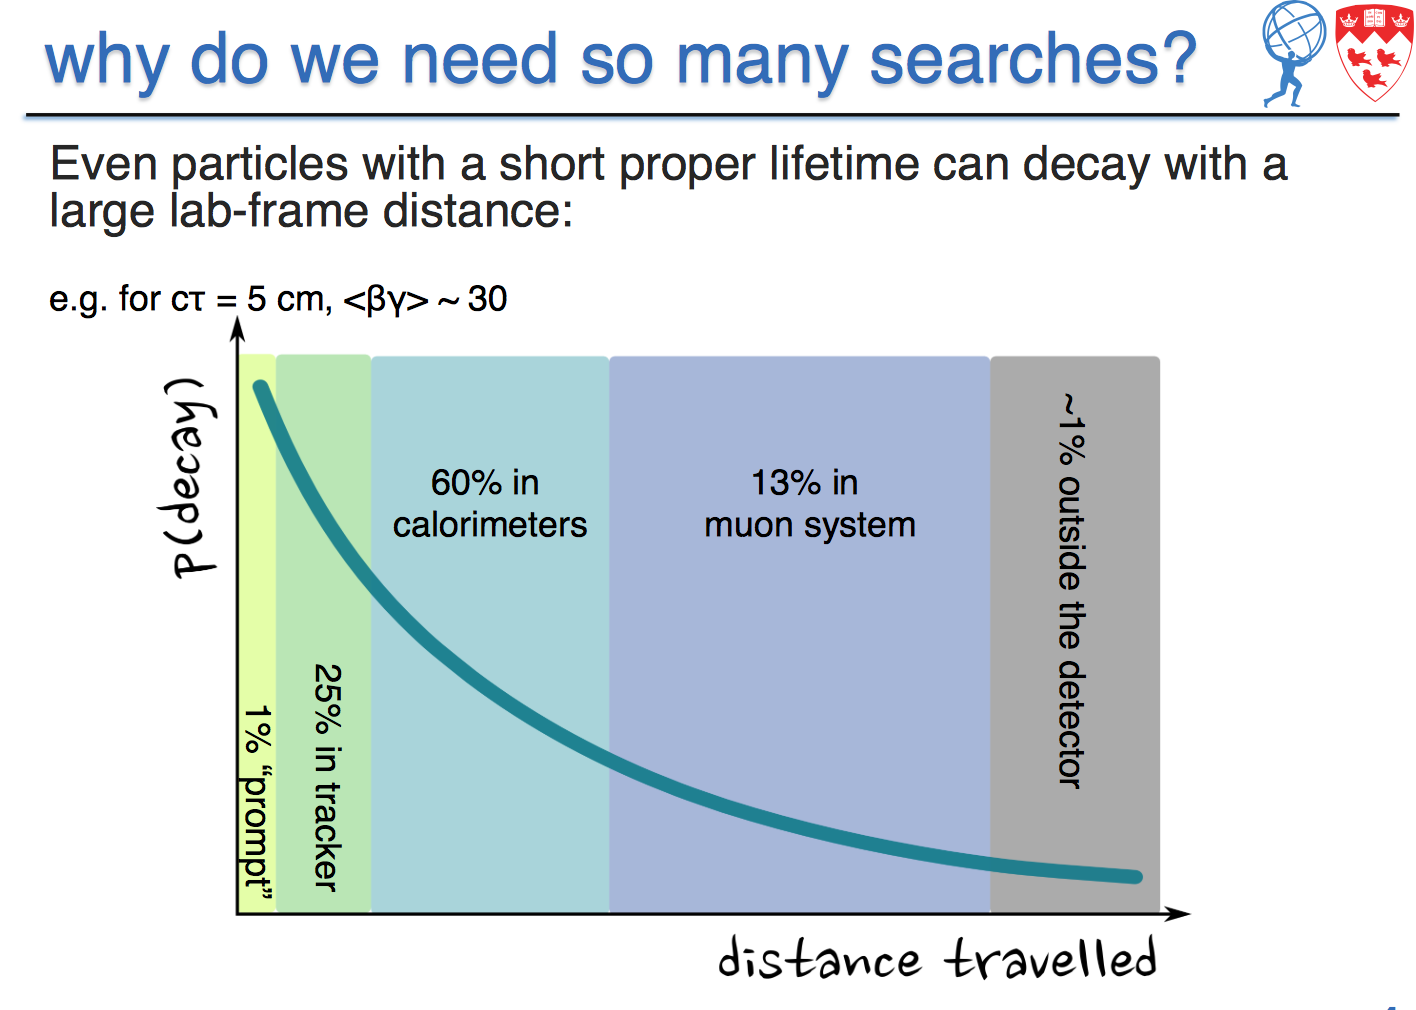 why do we need so many searches?
Even particles with a short proper lifetime can decay with a
large lab-frame distance:
e.g. for cτ = 5 cm, <βγ> ~ 30
p(decay)
1% “prompt”
25% in tracker
60% in
calorimeters
13% in
muon system
~1% outside the detector
distance travelled